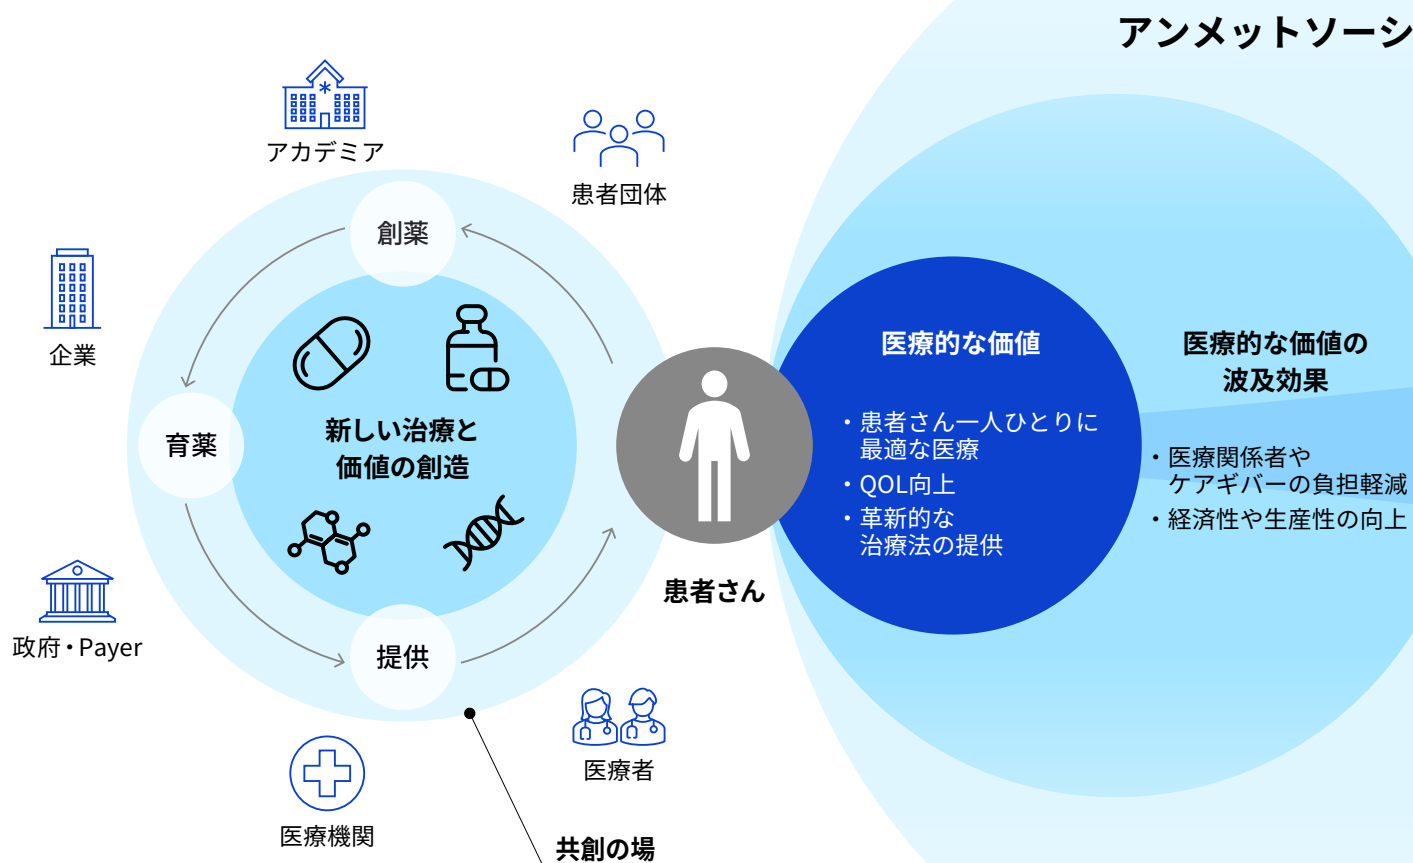 アンメットソーシ
アカデミア
患者団体
創薬
企業
育薬
新しい治療と
価値の創造
政府・Payer
提供
医療者
医療機関
共創の場
患者さん
医療的な価値
・患者さん一人ひとりに
最適な医療
・QOL向上
・革新的な
治療法の提供
医療的な価値の
波及効果
・医療関係者や
ケアギバーの負担軽減
・経済性や生産性の向上